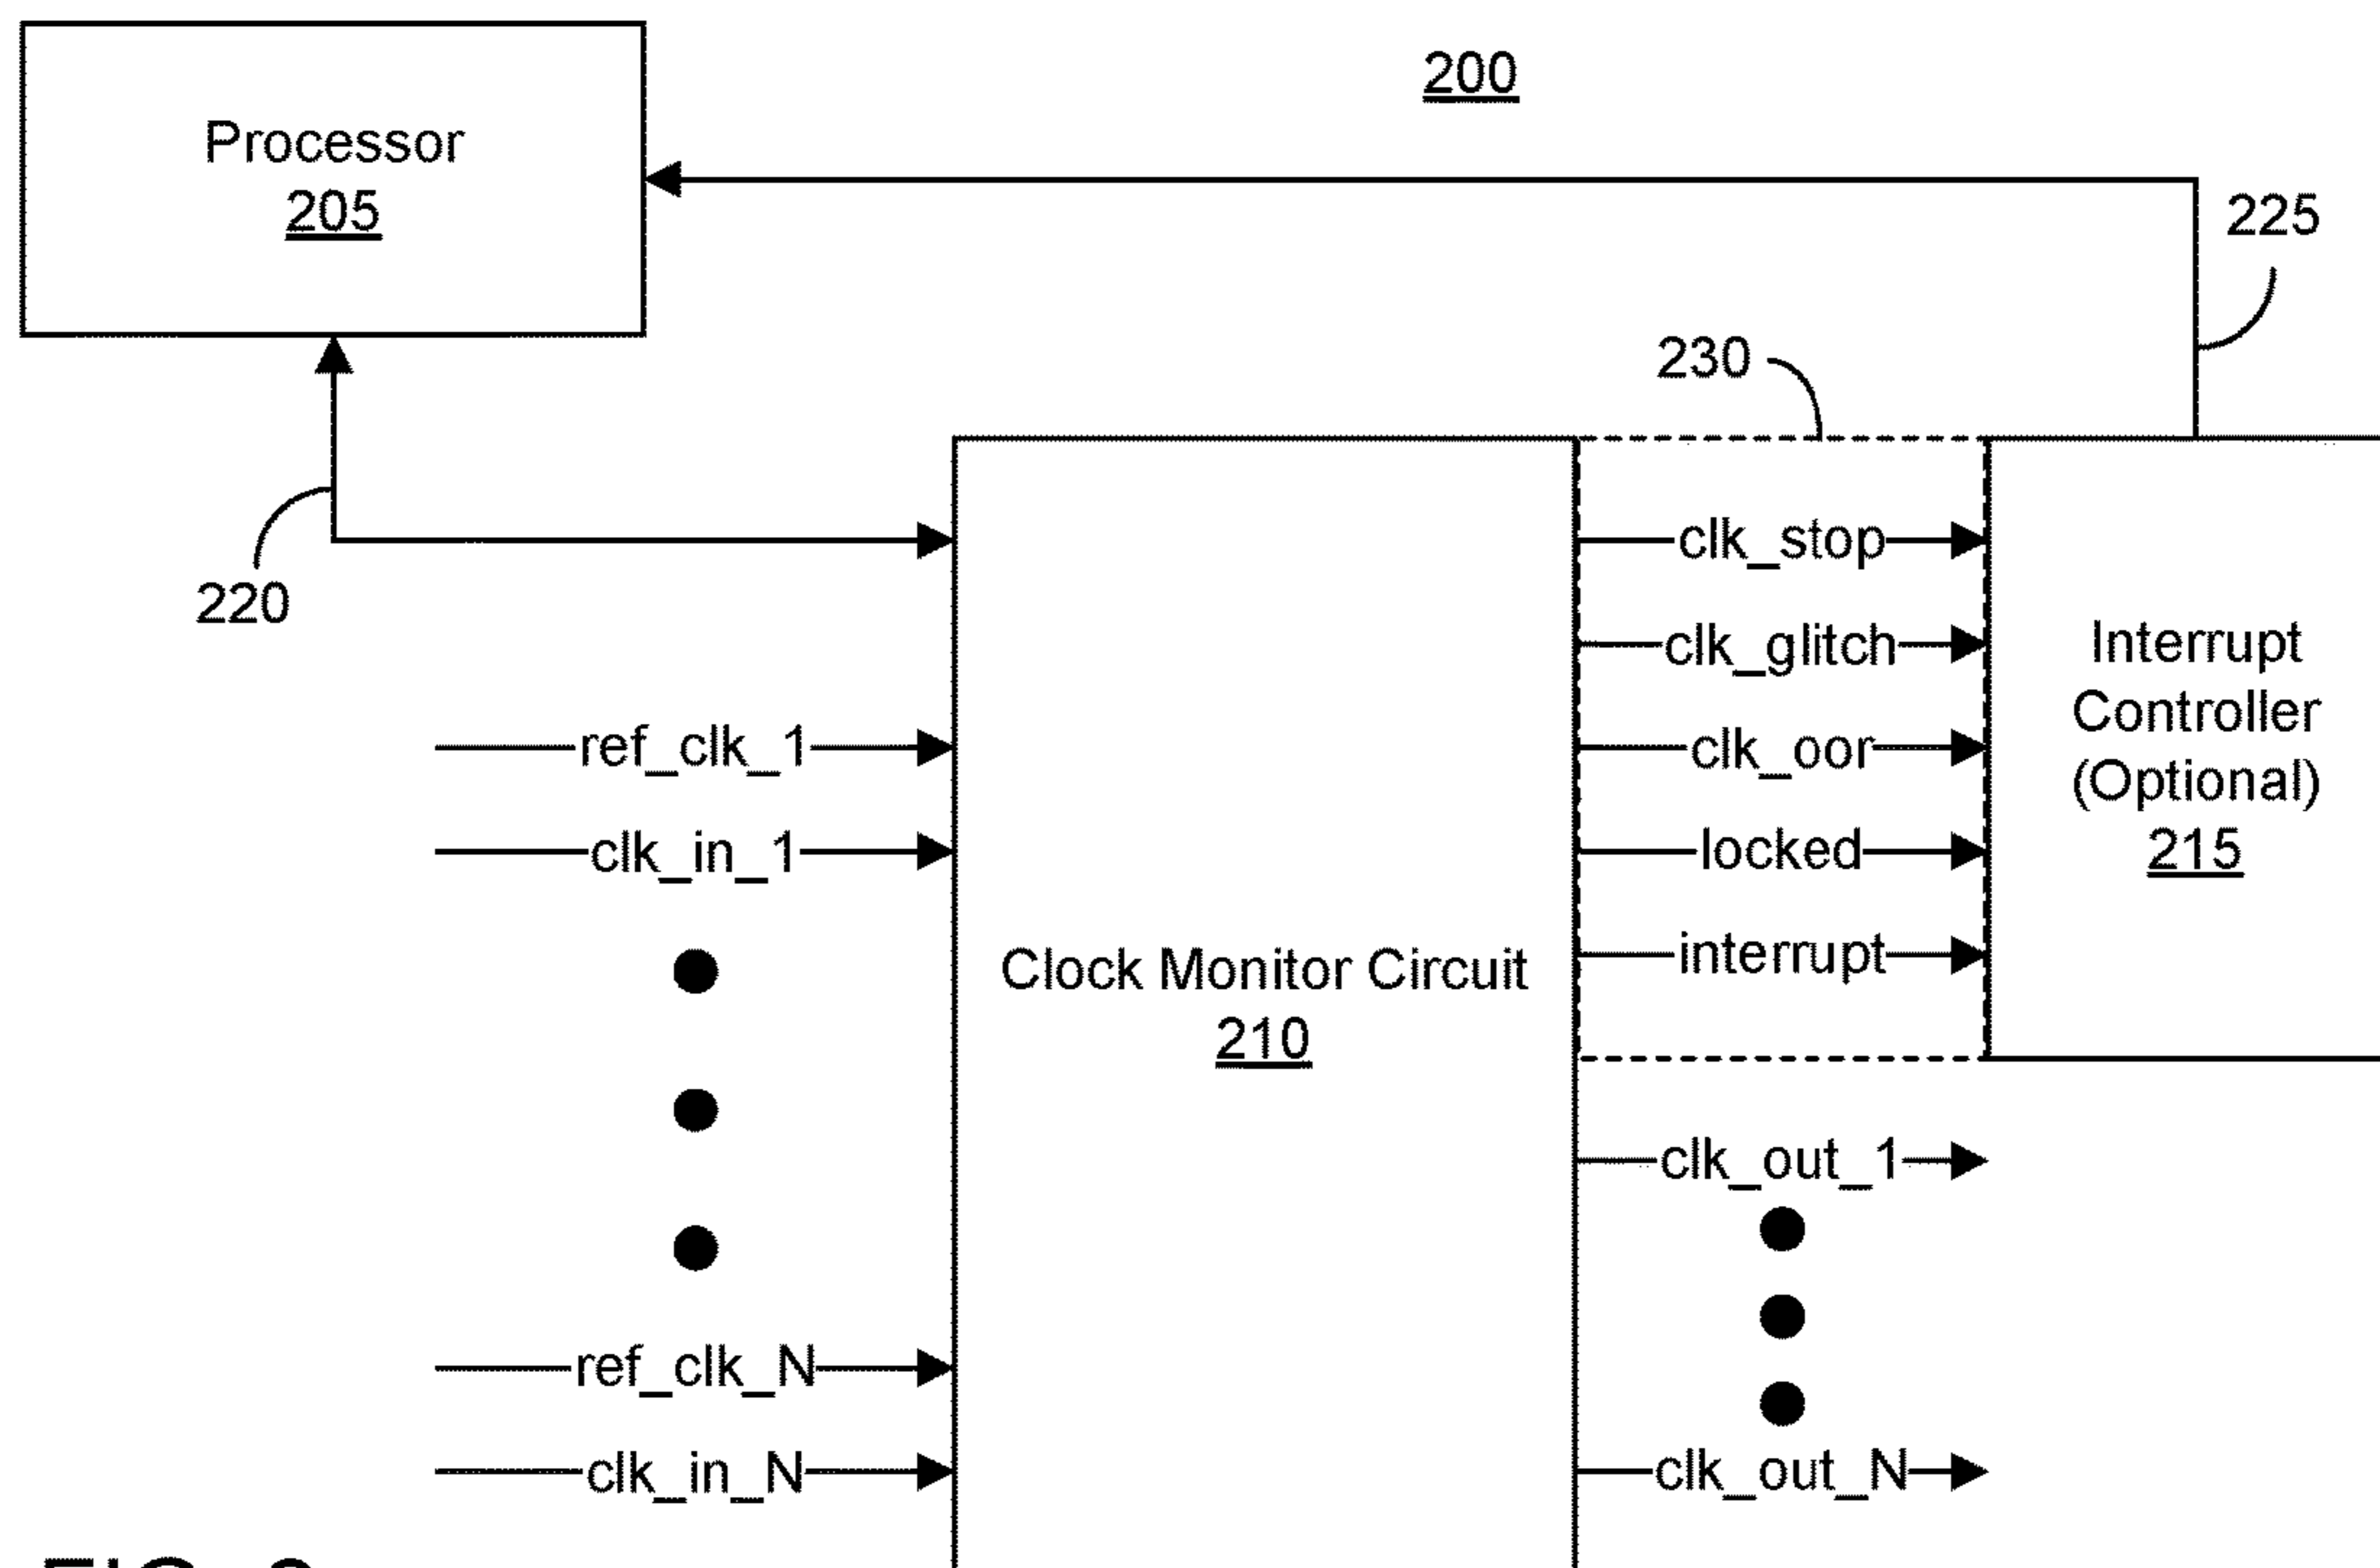 200
Processor
205
225
230
220
clk_stop
clk_glitch
clk_oor
locked
interrupt
Interrupt
Controller
(Optional)
215
ref_clk_1
clk_in_1
Clock Monitor Circuit
210
clk_out_1
ref_clk_N
clk_in_N
clk_out_N